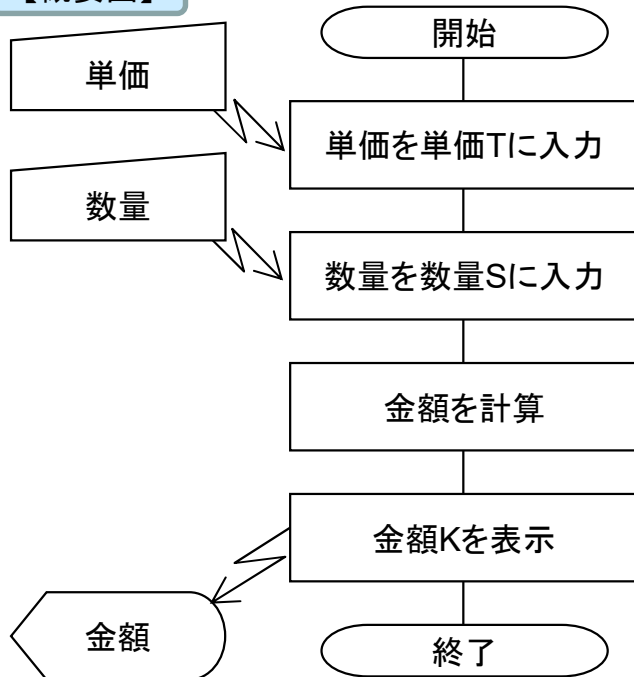 開始
単価
単価を単価Tに入力
数量
数量を数量Sに入力
金額を計算
金額Kを表示
金額
終了